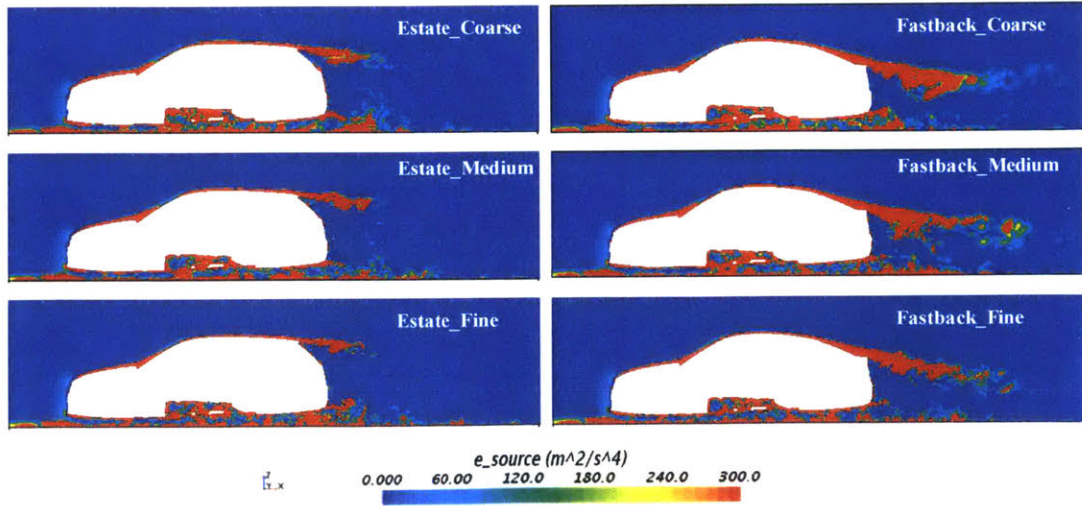 Estate_Coarse
Fastback_Coarse
Estate_Medium
Fastback_Medium
Estate_Fine
Fastback_Fine
e_source (m^2/s^4)
0.000 60.00 120.0 180.0 240.0 300.0
Z
Y X